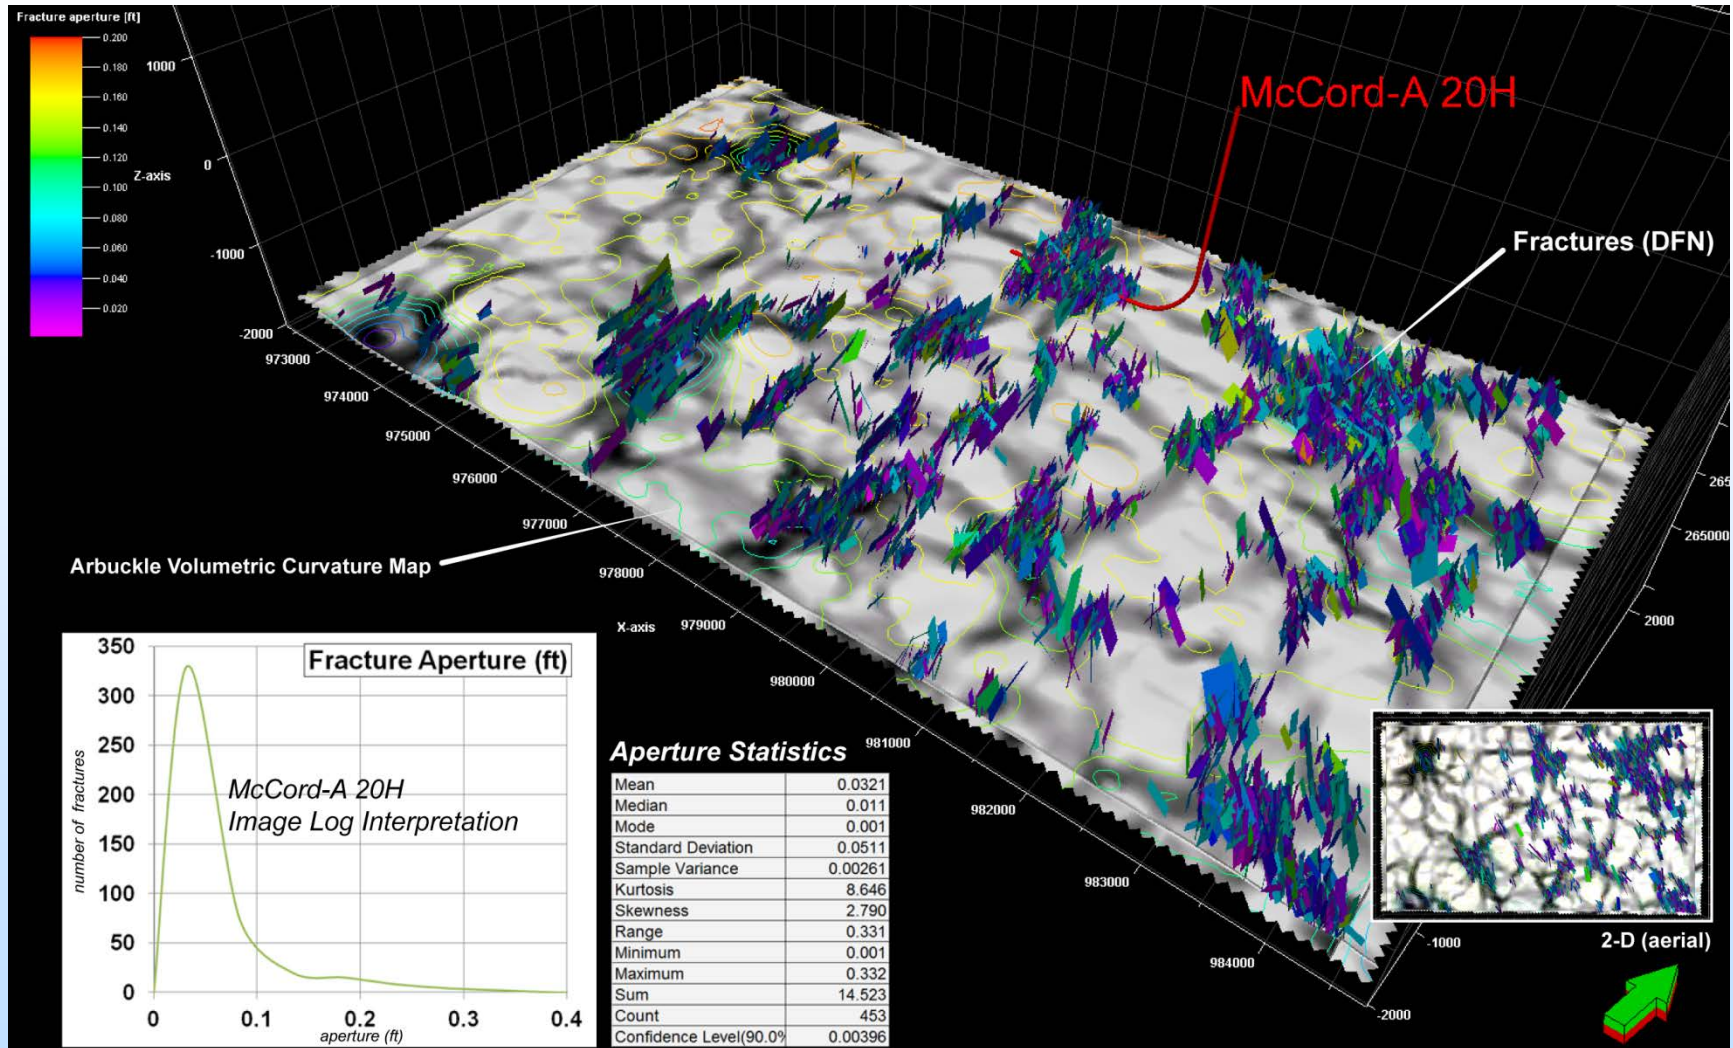 Fracture aperture [ft]
0.200
0.180
0.160
0.140
0.120
0.100
0.080
0.060
0.040
0.020
1000
0
Z-axis
-1000
-2000
973000
974000
975000
976000
977000
978000
X-axis
979000
980000
981000
982000
983000
984000
McCord-A 20H
Fractures (DFN)
265000
2000
-1000
-2000
Arbuckle Volumetric Curvature Map
Fracture Aperture (ft)
350
300
250
200
150
100
50
0
number of fractures
McCord-A 20H
Image Log Interpretation
0 0.1 0.2 0.3 0.4
aperture (ft)
Aperture Statistics
Mean 0.0321
Median 0.011
Mode 0.001
Standard Deviation 0.0511
Sample Variance 0.00261
Kurtosis 8.646
Skewness 2.790
Range 0.331
Minimum 0.001
Maximum 0.332
Sum 14.523
Count 453
Confidence Level(90.0% 0.00396
2-D (aerial)